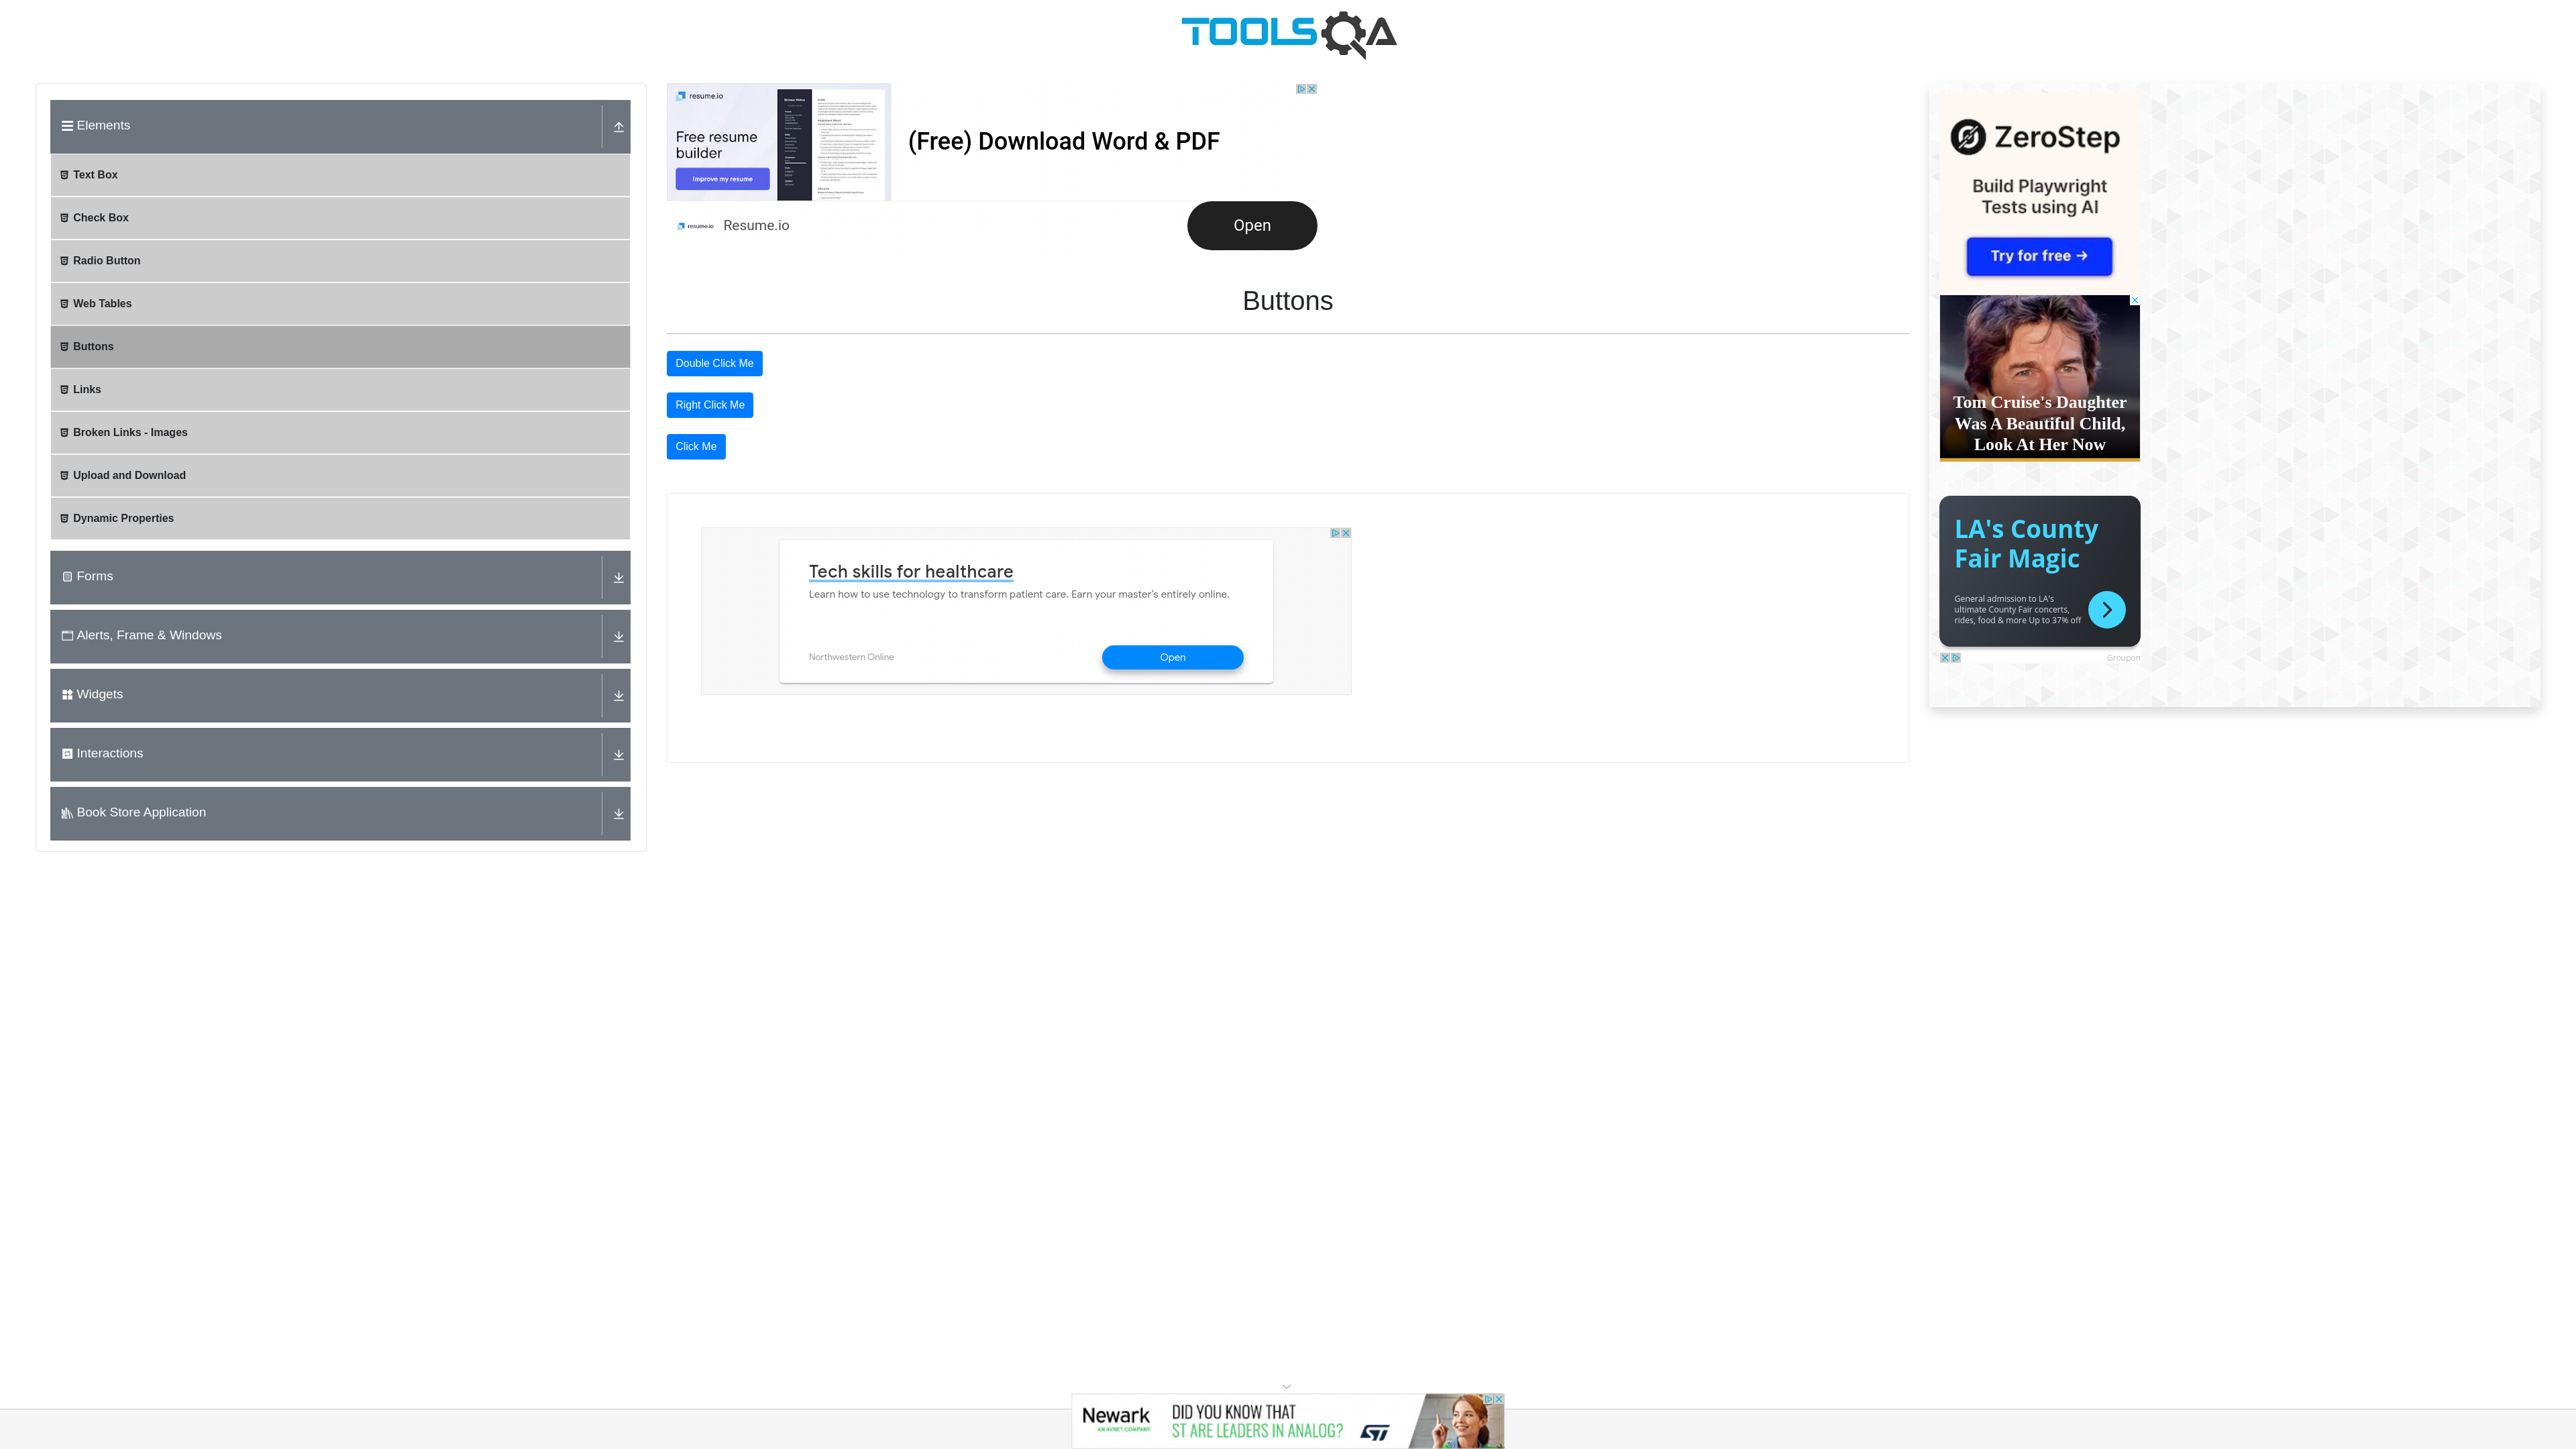 TOOLSQA
Elements
Text Box
Check Box
Radio Button
Web Tables
Buttons
Links
Broken Links - Images
Upload and Download
Dynamic Properties
Forms
Alerts, Frame & Windows
Widgets
Interactions
Book Store Application
resume.io
Free resume
builder
Improve my resume
(Free) Download Word & PDF
resume.io
Resume.io
Open
Buttons
Double Click Me
Right Click Me
Click Me
Tech skills for healthcare
Learn how to use technology to transform patient care. Earn your master's entirely online.
Northwestern Online
Open
ZeroStep
Build Playwright
Tests using AI
Try for free →
Tom Cruise's Daughter
Was A Beautiful Child,
Look At Her Now
LA's County
Fair Magic
General admission to LA's
ultimate County Fair concerts,
rides, food & more Up to 37% off
Groupon
Newark
AN AVNET COMPANY
DID YOU KNOW THAT
ST ARE LEADERS IN ANALOG?
ST